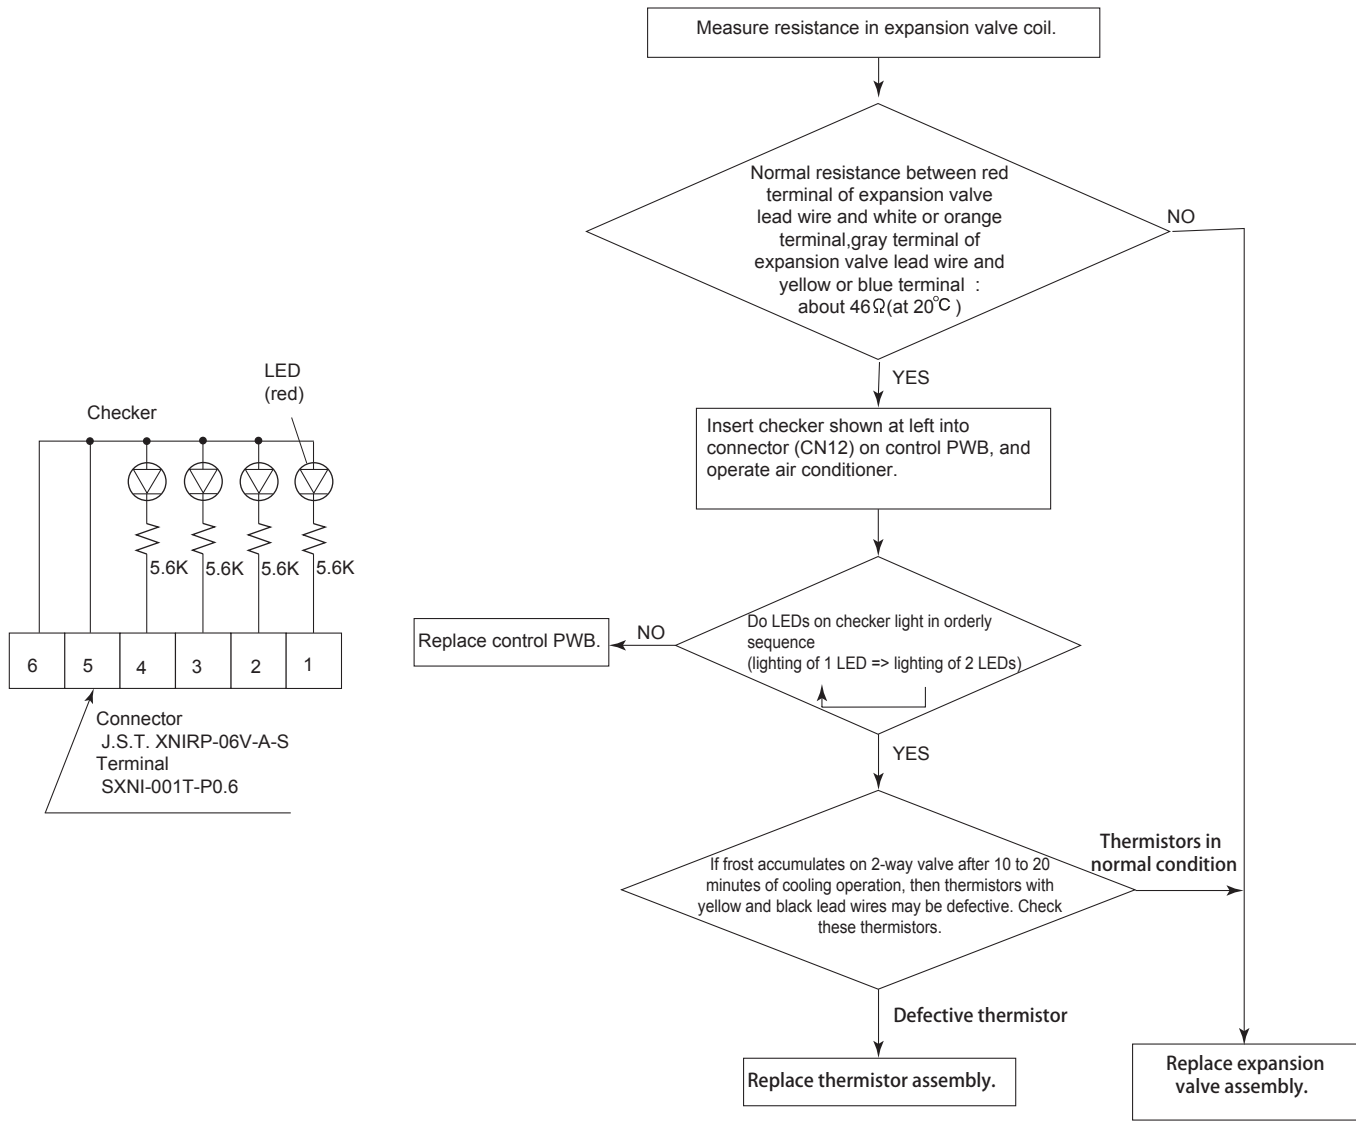 Measure resistance in expansion valve coil.
Normal resistance between red
terminal of expansion valve
lead wire and white or orange
terminal,gray terminal of
expansion valve lead wire and
yellow or blue terminal :
about 46Ω(at 20℃)
NO
YES
Insert checker shown at left into
connector (CN12) on control PWB, and
operate air conditioner.
Do LEDs on checker light in orderly
sequence
(lighting of 1 LED => lighting of 2 LEDs)
NO
Replace control PWB.
YES
If frost accumulates on 2-way valve after 10 to 20
minutes of cooling operation, then thermistors with
yellow and black lead wires may be defective. Check
these thermistors.
Thermistors in
normal condition
Defective thermistor
Replace thermistor assembly.
Replace expansion
valve assembly.
LED
(red)
Checker
5.6K 5.6K 5.6K 5.6K
6 5 4 3 2 1
Connector
J.S.T. XNIRP-06V-A-S
Terminal
SXNI-001T-P0.6